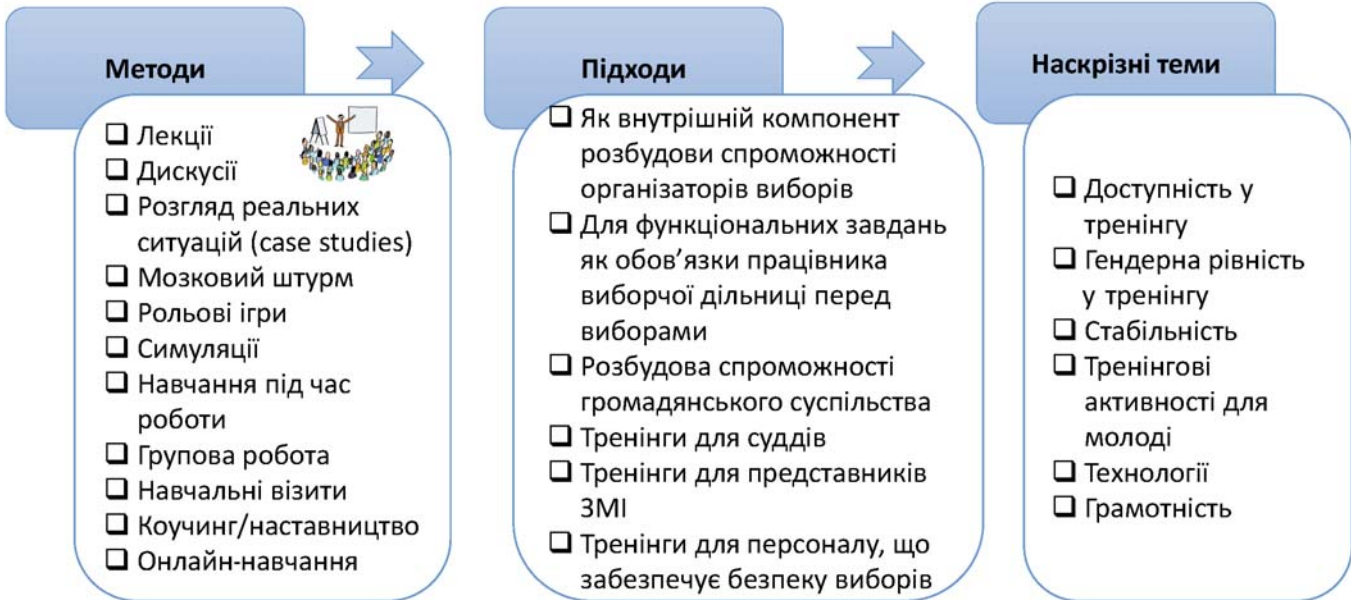 Методи
Лекції
Дискусії
Розгляд реальних
ситуацій (case studies)
Мозковий штурм
Рольові ігри
Симуляції
Навчання під час
роботи
Групова робота
Навчальні візити
Коучинг/наставництво
Онлайн-навчання
Підходи
Як внутрішній компонент
розбудови спроможності
організаторів виборів
Для функціональних завдань
як обов’язки працівника
виборчої дільниці перед
виборами
Розбудова спроможності
громадянського суспільства
Тренінги для суддів
Тренінги для представників
ЗМІ
Тренінги для персоналу, що
забезпечує безпеку виборів
Наскрізні теми
Доступність у
тренінгу
Гендерна рівність
у тренінгу
Стабільність
Тренінгові
активності для
молоді
Технології
Грамотність